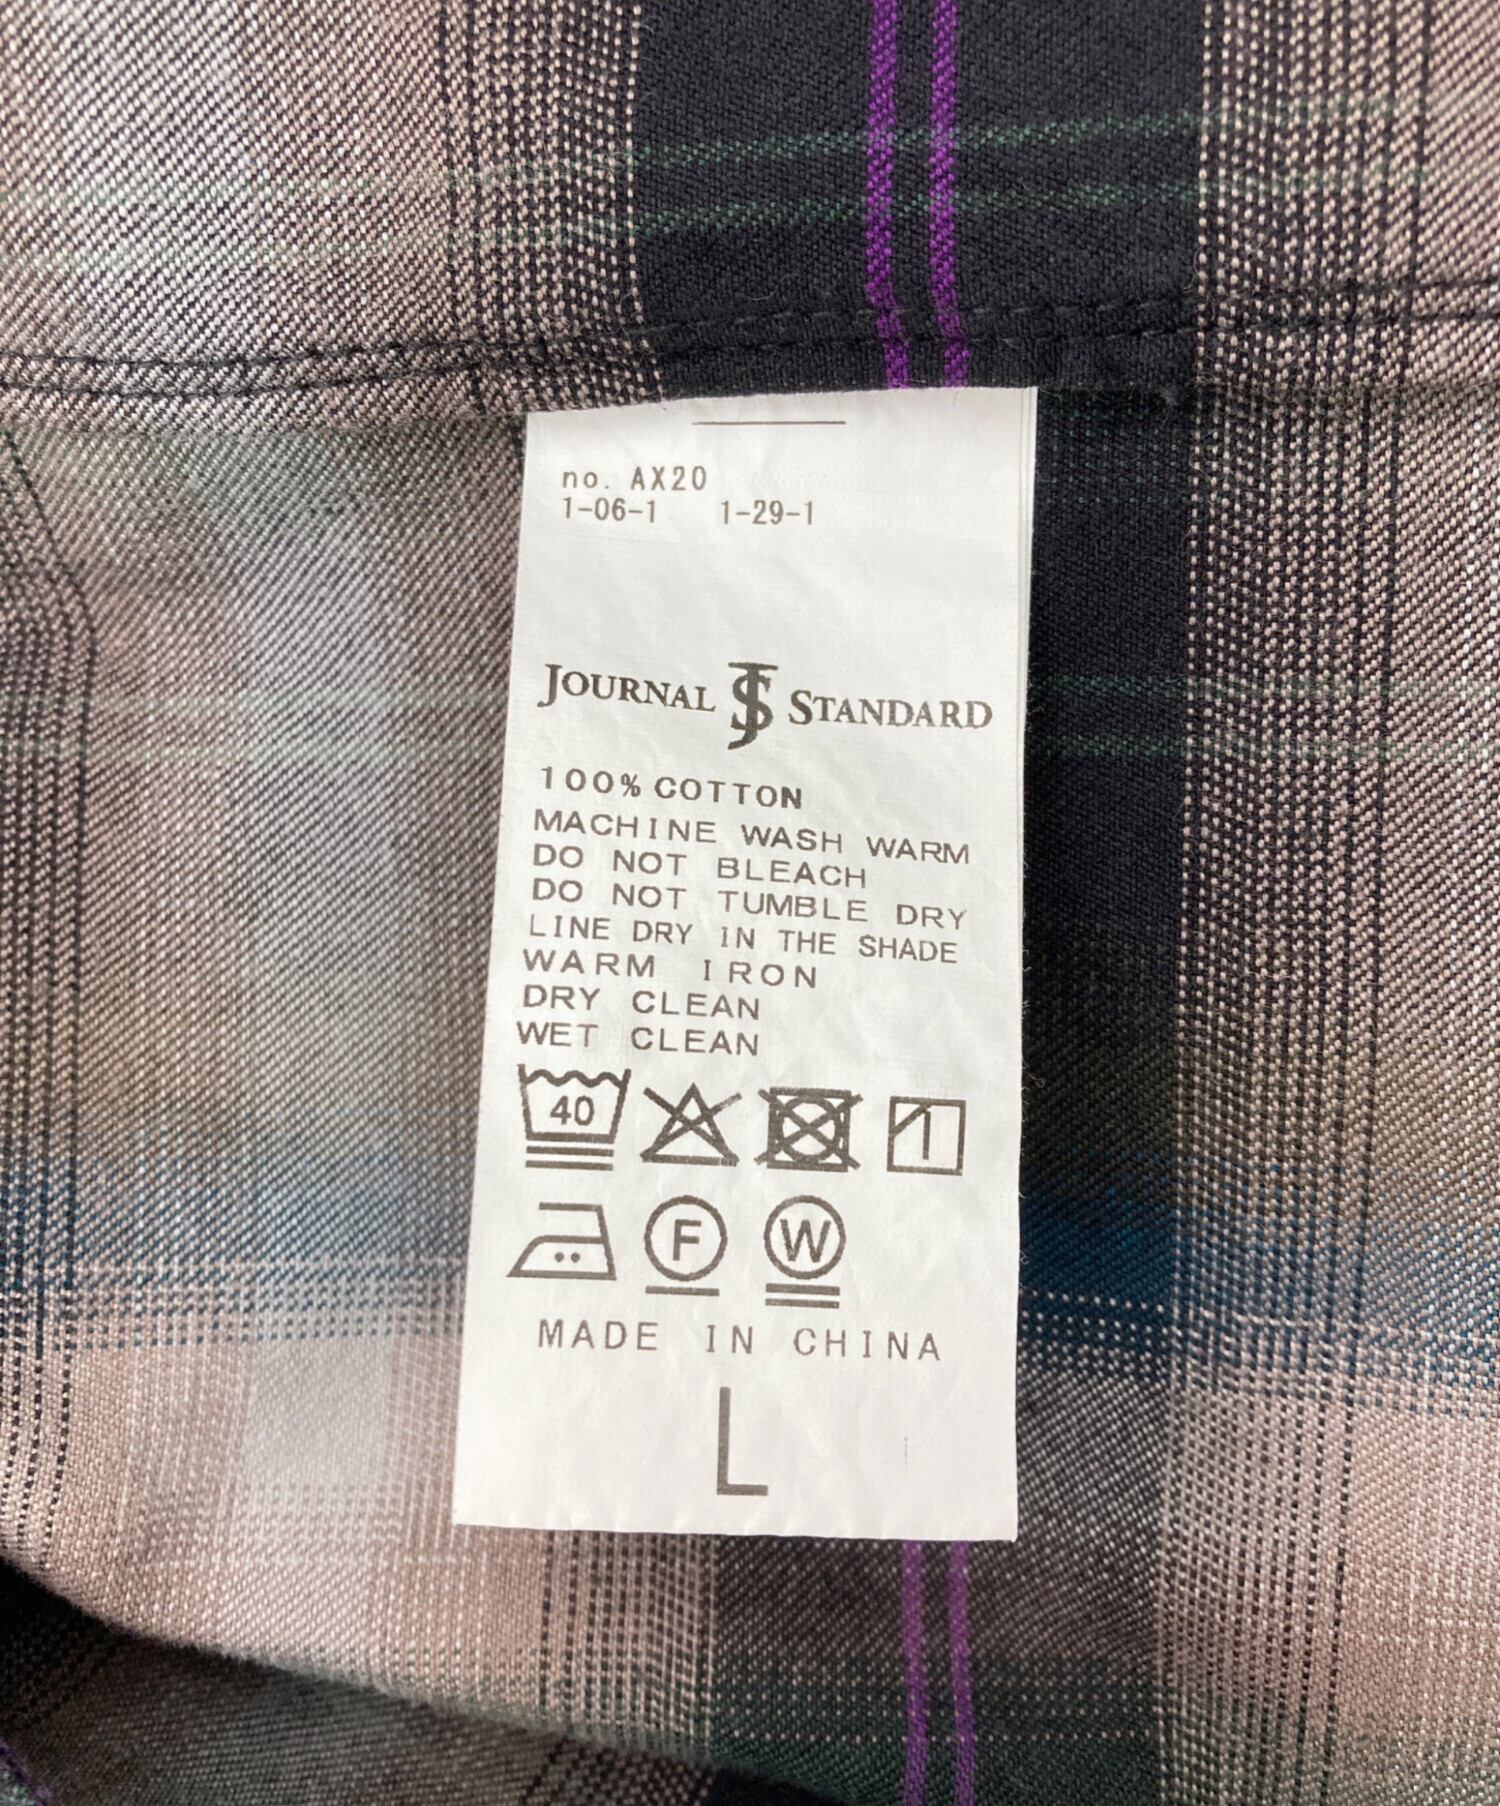 no. AX20
1-06-1 1-29-1
JOURNAL JS STANDARD
100% COTTON
MACHINE WASH WARM
DO NOT BLEACH
DO NOT TUMBLE DRY
LINE DRY IN THE SHADE
WARM IRON
DRY CLEAN
WET CLEAN
40
F W
MADE IN CHINA
L